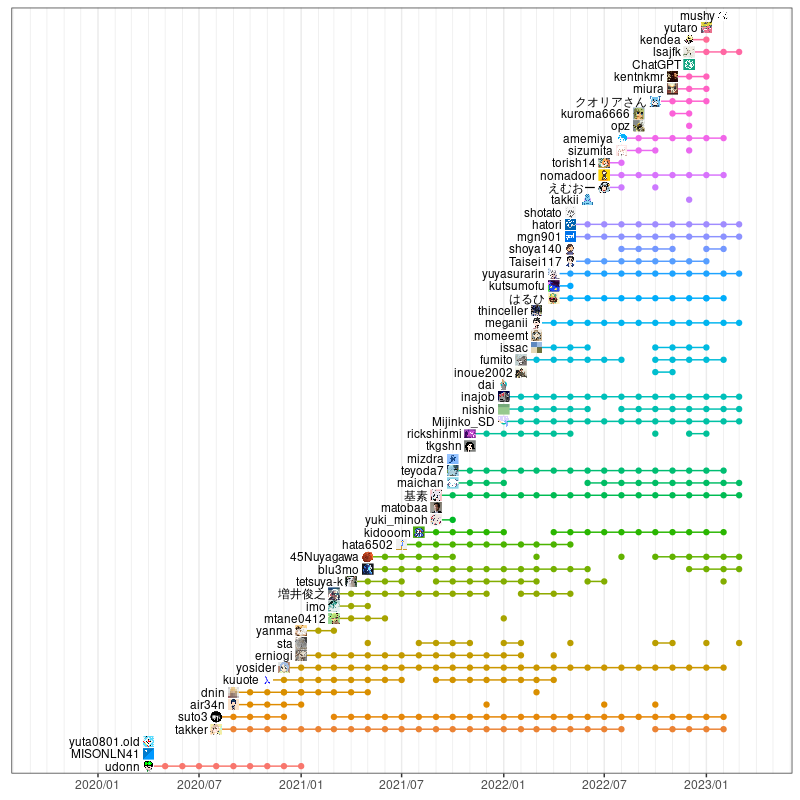 mushy
yutaro
kendea
lsajfk
ChatGPT
kentnkmr
miura
クオリアさん
kuroma6666
opz
amemiya
sizumita
torish14
nomadoor
えむおー
takkii
shotato
hatori
mgn901
shoya140
Taisei117
yuyasurarin
kutsumofu
はるひ
thinceller
meganii
momeemt
issac
fumito
inoue2002
dai
inajob
nishio
Mijinko_SD
rickshinmi
tkgshn
mizdra
teyoda7
maichan
基素
matobaa
yuki_minoh
kidooom
hata6502
45Nuyagawa
blu3mo
tetsuya-k
増井俊之
imo
mtane0412
yanma
sta
erniogi
yosider
kuuote
dnin
air34n
suto3
takker
yuta0801.old
MISONLN41
udonn
2020/01 2020/07 2021/01 2021/07 2022/01 2022/07 2023/01